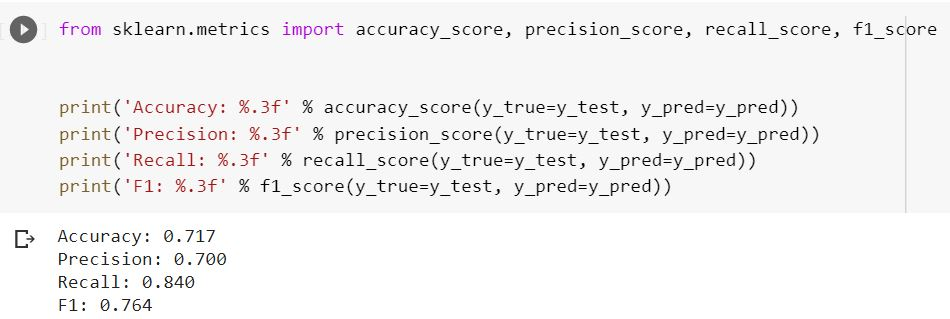 from sklearn.metrics import accuracy_score, precision_score, recall_score, f1_score
print('Accuracy: %.3f' % accuracy_score(y_true=y_test, y_pred=y_pred))
print('Precision: %.3f' % precision_score(y_true=y_test, y_pred=y_pred))
print('Recall: %.3f' % recall_score(y_true=y_test, y_pred=y_pred))
print('F1: %.3f' % f1_score(y_true=y_test, y_pred=y_pred))
Accuracy: 0.717
Precision: 0.700
Recall: 0.840
F1: 0.764